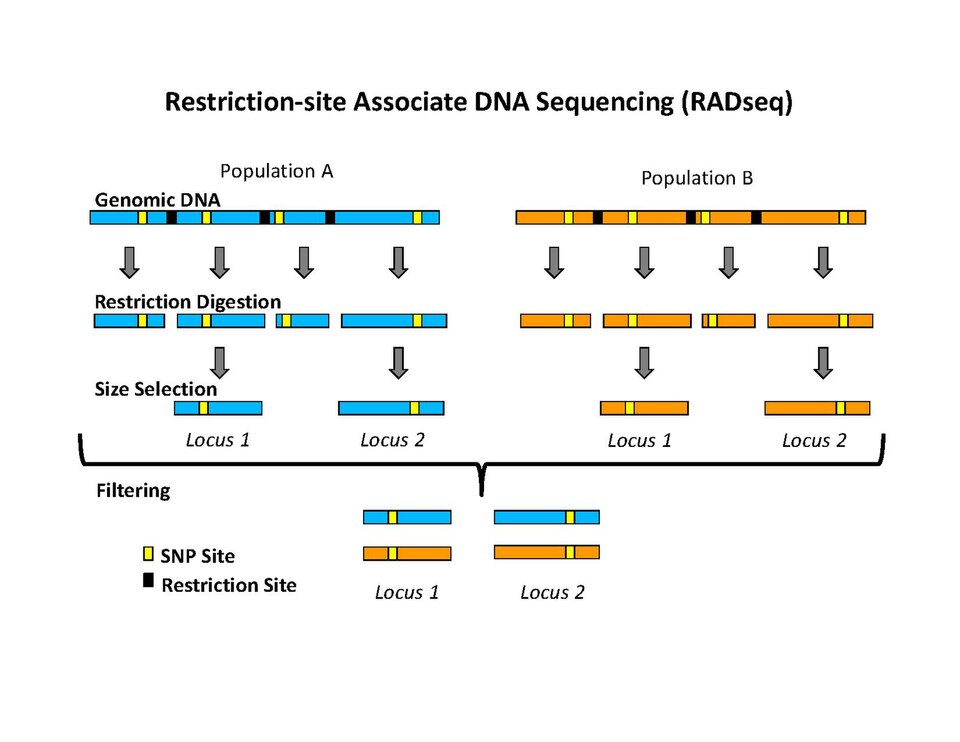 Restriction-site Associate DNA Sequencing (RADseq)
Population A
Population B
Genomic DNA
Restriction Digestion
Size Selection
Locus 1
Locus 2
Locus 1
Locus 2
Filtering
SNP Site
Restriction Site
Locus 1
Locus 2